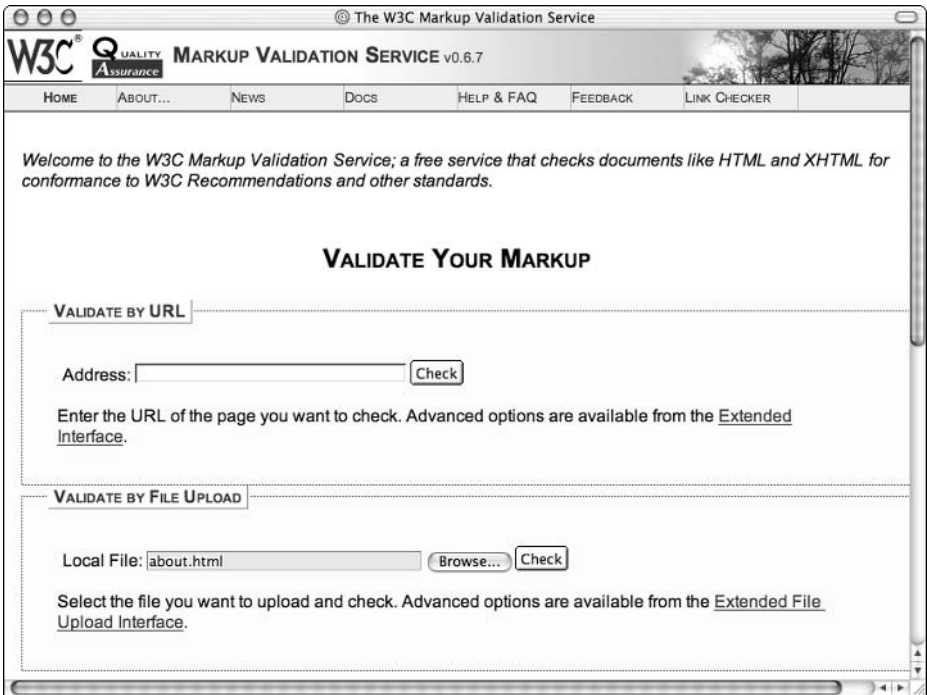 The W3C Markup Validation Service
W3C® QUALITY Assurance MARKUP VALIDATION SERVICE v0.6.7
HOME ABOUT... NEWS DOCS HELP & FAQ FEEDBACK LINK CHECKER
Welcome to the W3C Markup Validation Service; a free service that checks documents like HTML and XHTML for
conformance to W3C Recommendations and other standards.
VALIDATE YOUR MARKUP
VALIDATE BY URL
Address: Check
Enter the URL of the page you want to check. Advanced options are available from the Extended
Interface.
VALIDATE BY FILE UPLOAD
Local File: about.html Browse... Check
Select the file you want to upload and check. Advanced options are available from the Extended File
Upload Interface.